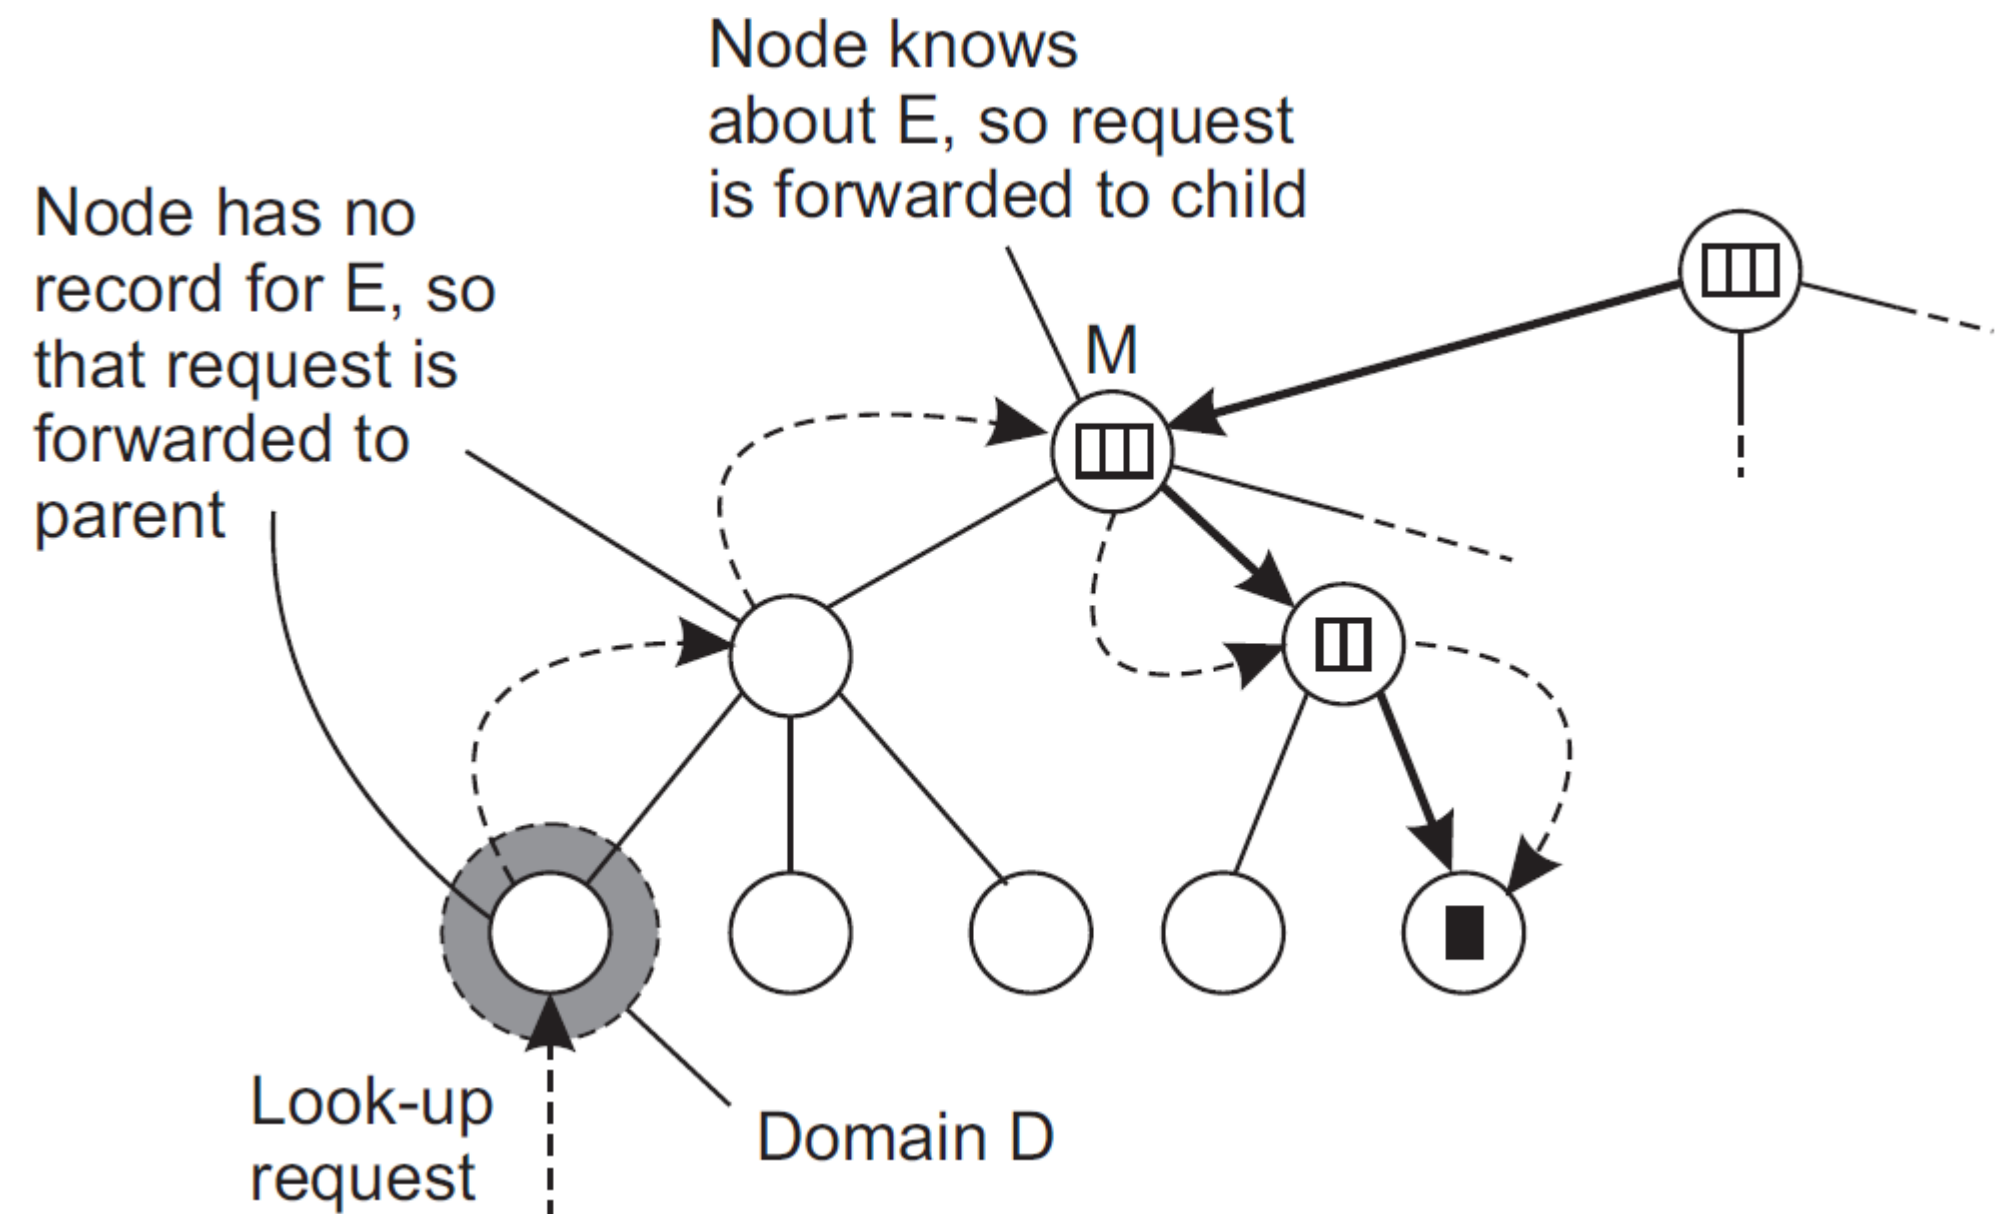 Node knows
about E, so request
is forwarded to child
Node has no
record for E, so
that request is
forwarded to
parent
M
Look-up
request
Domain D